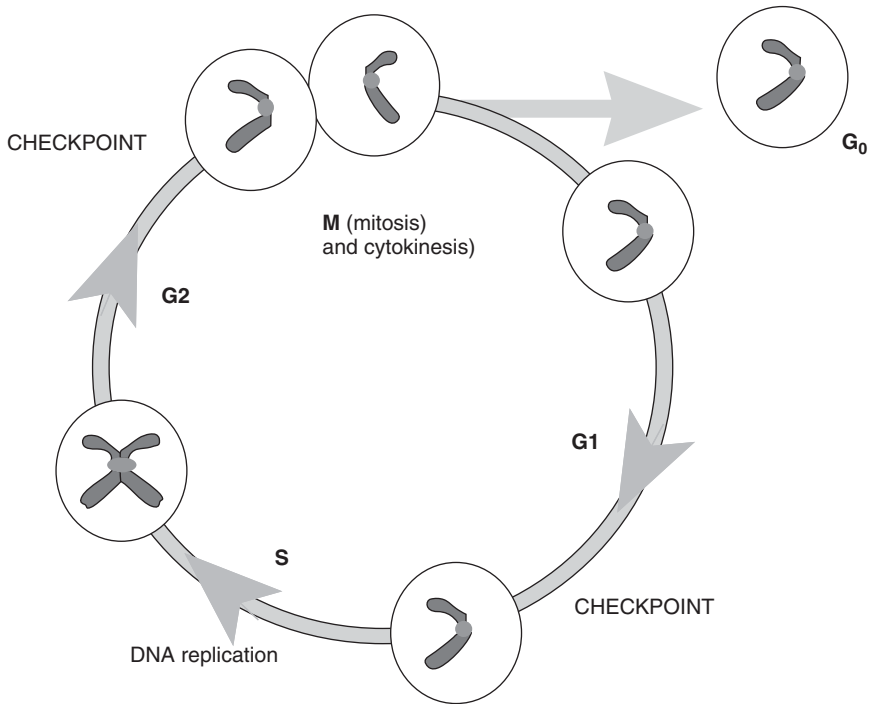 CHECKPOINT
G0
M (mitosis)
and cytokinesis)
G2
G1
S
CHECKPOINT
DNA replication